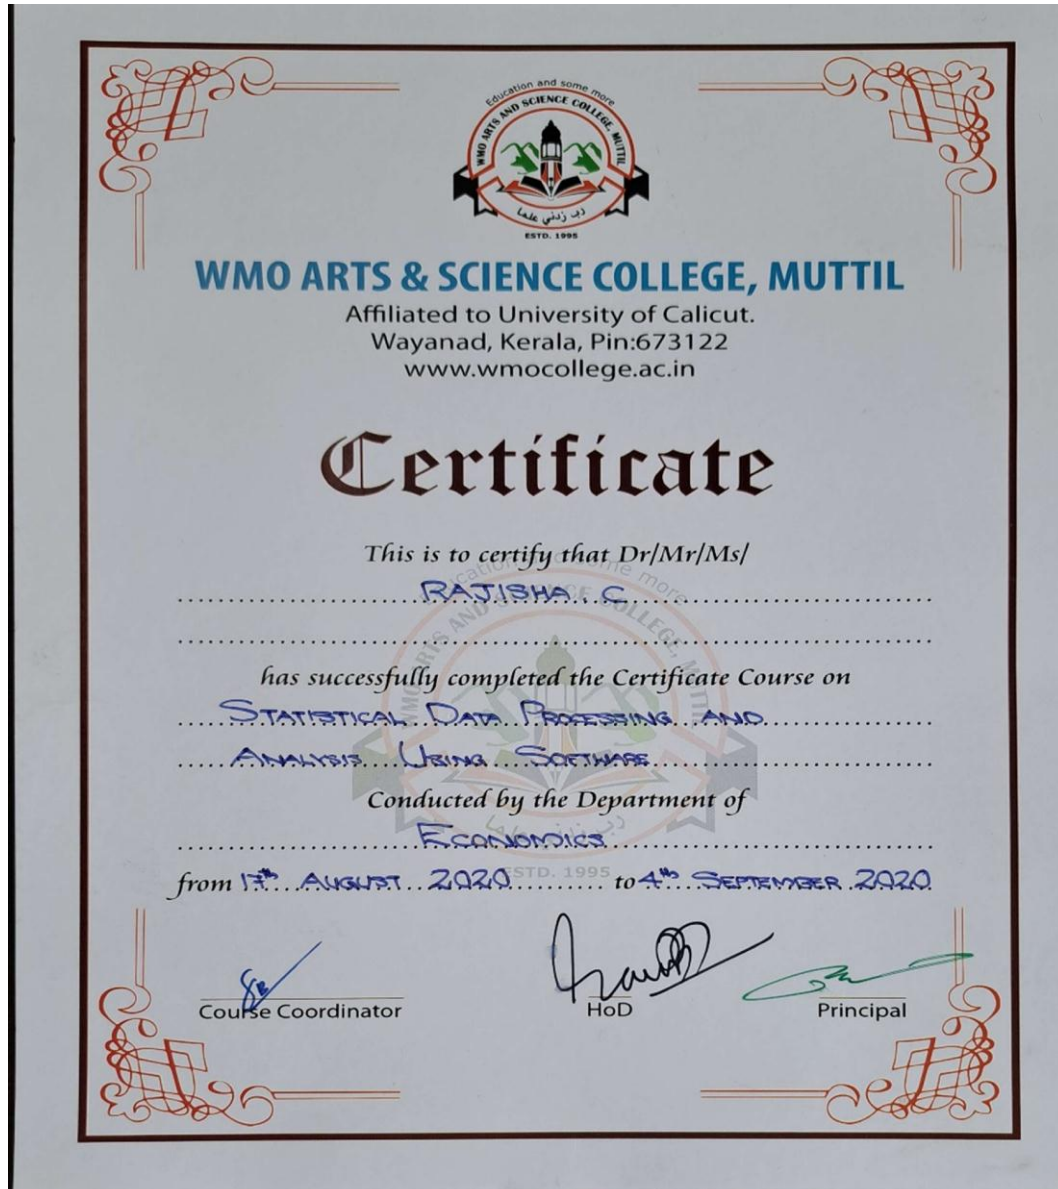 Education and some more
WMO ARTS AND SCIENCE COLLEGE, MUTTIL
رب زدني علما
ESTD. 1995
WMO ARTS & SCIENCE COLLEGE, MUTTIL
Affiliated to University of Calicut.
Wayanad, Kerala, Pin:673122
www.wmocollege.ac.in
Certificate
This is to certify that Dr/Mr/Ms/
RAJISHA. C
has successfully completed the Certificate Course on
STATISTICAL DATA PROCESSING AND
ANALYSIS USING SOFTWARE
Conducted by the Department of
ECONOMICS
from 17th AUGUST 2020 to 4th SEPTEMBER 2020
Course Coordinator
HoD
Principal